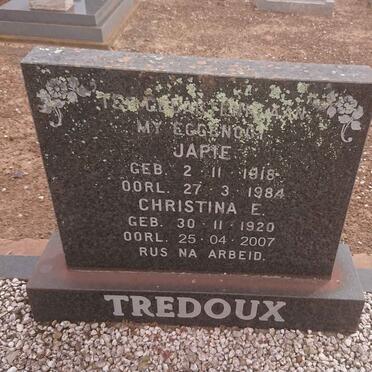 MY EGGENOOT
JAPIE
GEB. 2-11-1918
OORL. 27-3-1984
CHRISTINA E.
GEB. 30-11-1920
OORL. 25-04-2007
RUS NA ARBEID.
TREDOUX